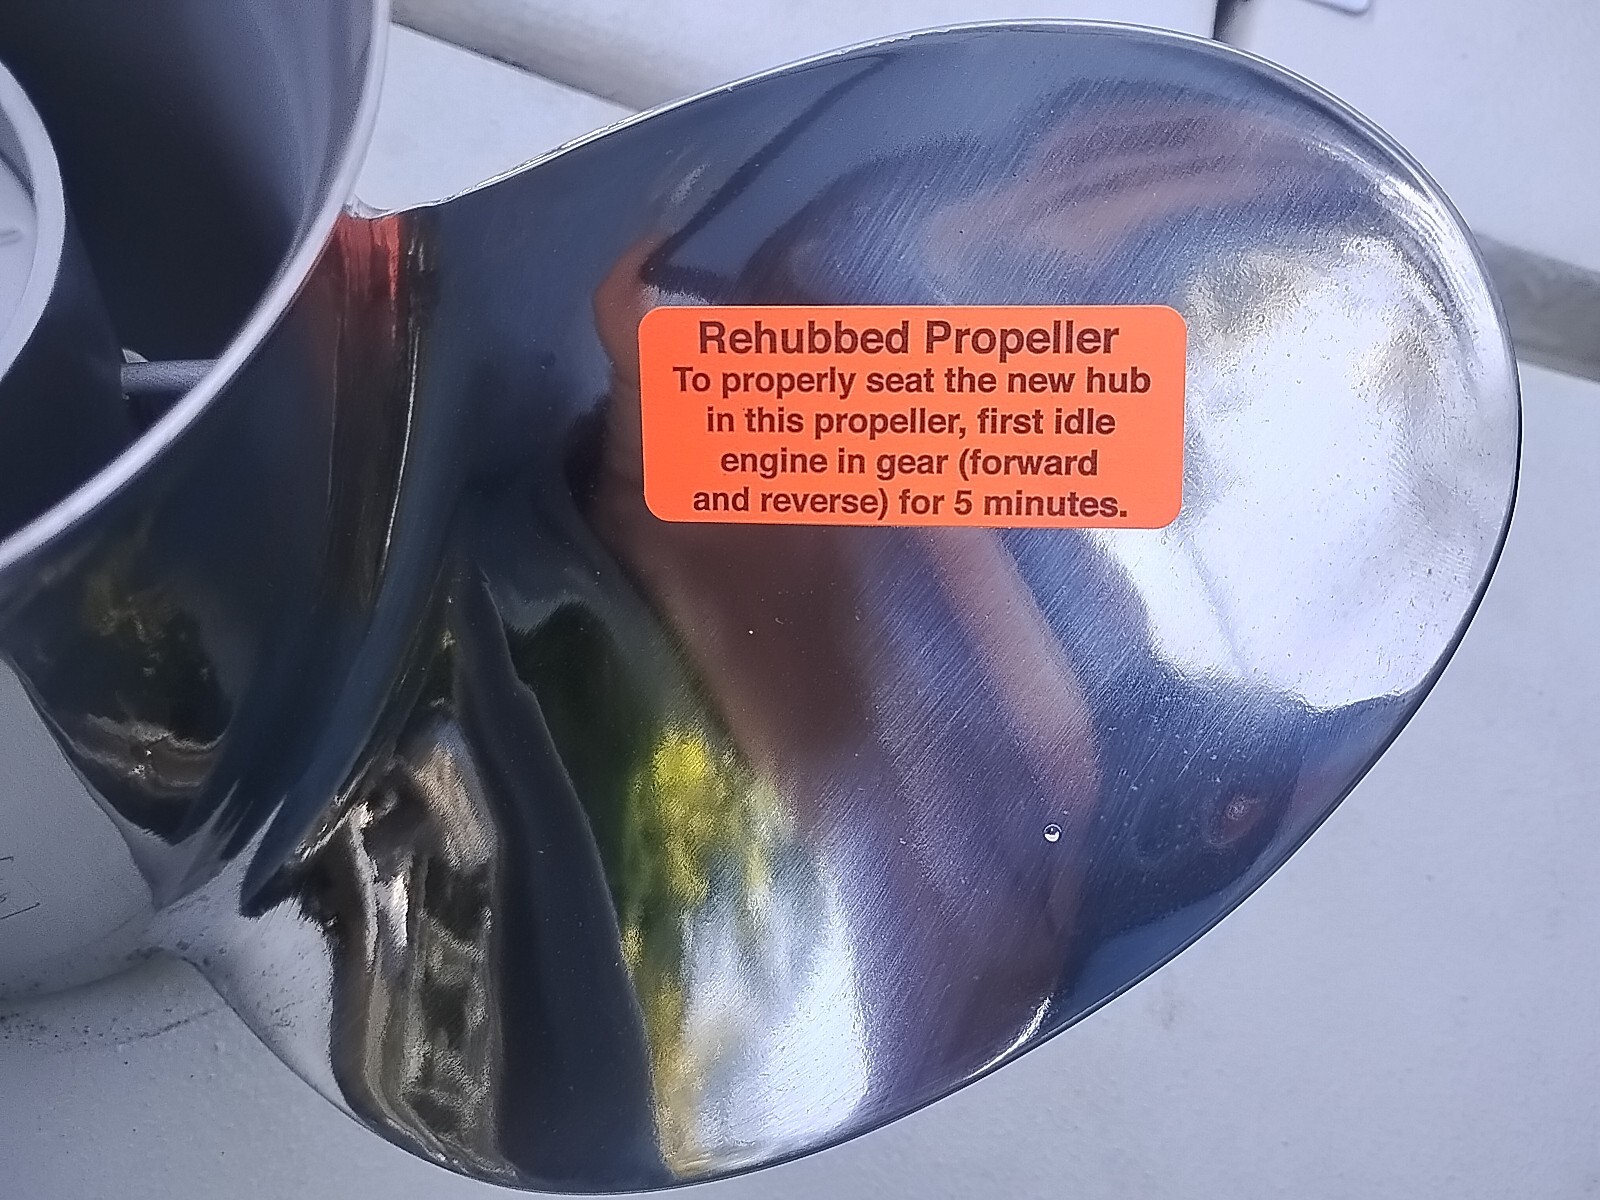 Rehubbed Propeller
To properly seat the new hub
in this propeller, first idle
engine in gear (forward
and reverse) for 5 minutes.